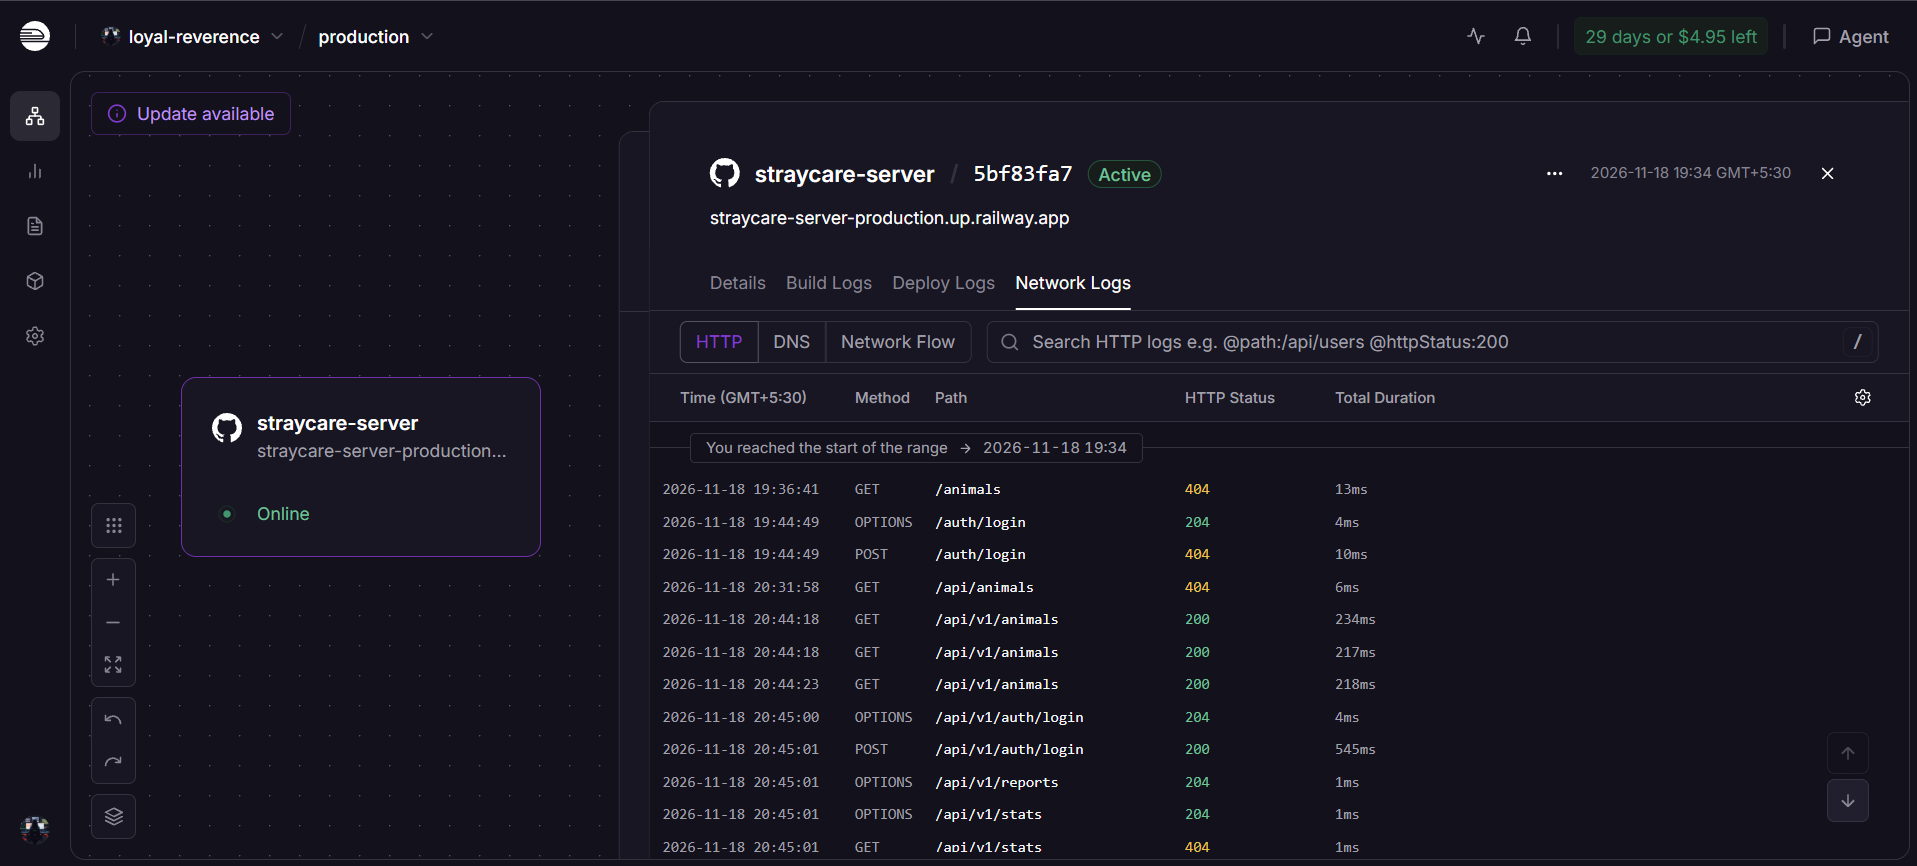 loyal-reverence / production 29 days or $4.95 left Agent
Update available
straycare-server / 5bf83fa7 Active ... 2026-11-18 19:34 GMT+5:30
straycare-server-production.up.railway.app
Details Build Logs Deploy Logs Network Logs
HTTP DNS Network Flow Search HTTP logs e.g. @path:/api/users @httpStatus:200 /
Time (GMT+5:30) Method Path HTTP Status Total Duration
You reached the start of the range → 2026-11-18 19:34
2026-11-18 19:36:41 GET /animals 404 13ms
2026-11-18 19:44:49 OPTIONS /auth/login 204 4ms
2026-11-18 19:44:49 POST /auth/login 404 10ms
2026-11-18 20:31:58 GET /api/animals 404 6ms
2026-11-18 20:44:18 GET /api/v1/animals 200 234ms
2026-11-18 20:44:18 GET /api/v1/animals 200 217ms
2026-11-18 20:44:23 GET /api/v1/animals 200 218ms
2026-11-18 20:45:00 OPTIONS /api/v1/auth/login 204 4ms
2026-11-18 20:45:01 POST /api/v1/auth/login 200 545ms
2026-11-18 20:45:01 OPTIONS /api/v1/reports 204 1ms
2026-11-18 20:45:01 OPTIONS /api/v1/stats 204 1ms
2026-11-18 20:45:01 GET /api/v1/stats 404 1ms
straycare-server
straycare-server-production...
Online